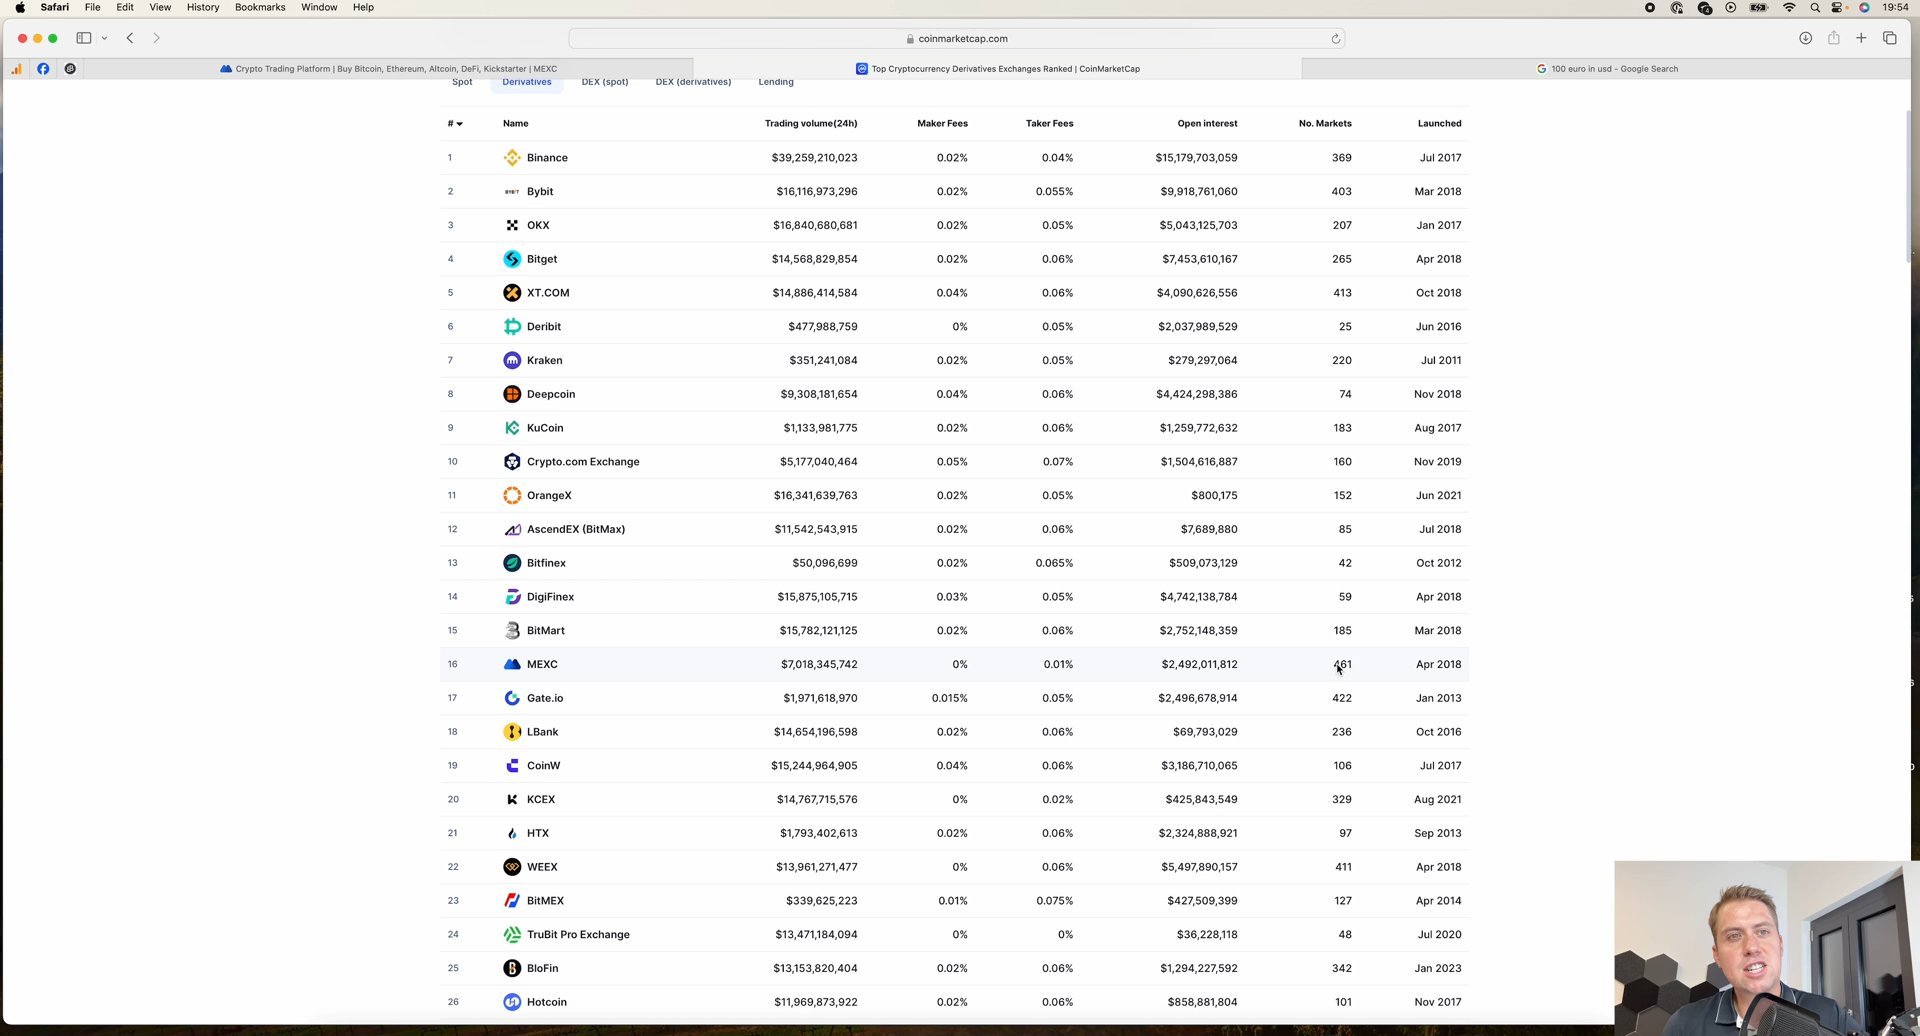 Safari File Edit View History Bookmarks Window Help 19:54
coinmarketcap.com
Crypto Trading Platform | Buy Bitcoin, Ethereum, Altcoin, DeFi, Kickstarter | MEXC Top Cryptocurrency Derivatives Exchanges Ranked | CoinMarketCap 100 euro in usd - Google Search
Spot Derivatives DEX (spot) DEX (derivatives) Lending
# Name Trading volume(24h) Maker Fees Taker Fees Open interest No. Markets Launched
1 Binance $39,259,210,023 0.02% 0.04% $15,179,703,059 369 Jul 2017
2 BYBIT Bybit $16,116,973,296 0.02% 0.055% $9,918,761,060 403 Mar 2018
3 OKX $16,840,680,681 0.02% 0.05% $5,043,125,703 207 Jan 2017
4 Bitget $14,568,829,854 0.02% 0.06% $7,453,610,167 265 Apr 2018
5 XT.COM $14,886,414,584 0.04% 0.06% $4,090,626,556 413 Oct 2018
6 Deribit $477,988,759 0% 0.05% $2,037,989,529 25 Jun 2016
7 Kraken $351,241,084 0.02% 0.05% $279,297,064 220 Jul 2011
8 Deepcoin $9,308,181,654 0.04% 0.06% $4,424,298,386 74 Nov 2018
9 KuCoin $1,133,981,775 0.02% 0.06% $1,259,772,632 183 Aug 2017
10 Crypto.com Exchange $5,177,040,464 0.05% 0.07% $1,504,616,887 160 Nov 2019
11 OrangeX $16,341,639,763 0.02% 0.05% $800,175 152 Jun 2021
12 AscendEX (BitMax) $11,542,543,915 0.02% 0.06% $7,689,880 85 Jul 2018
13 Bitfinex $50,096,699 0.02% 0.065% $509,073,129 42 Oct 2012
14 DigiFinex $15,875,105,715 0.03% 0.05% $4,742,138,784 59 Apr 2018
15 BitMart $15,782,121,125 0.02% 0.06% $2,752,148,359 185 Mar 2018
16 MEXC $7,018,345,742 0% 0.01% $2,492,011,812 461 Apr 2018
17 Gate.io $1,971,618,970 0.015% 0.05% $2,496,678,914 422 Jan 2013
18 LBank $14,654,196,598 0.02% 0.06% $69,793,029 236 Oct 2016
19 CoinW $15,244,964,905 0.04% 0.06% $3,186,710,065 106 Jul 2017
20 KCEX $14,767,715,576 0% 0.02% $425,843,549 329 Aug 2021
21 HTX $1,793,402,613 0.02% 0.06% $2,324,888,921 97 Sep 2013
22 WEEX $13,961,271,477 0% 0.06% $5,497,890,157 411 Apr 2018
23 BitMEX $339,625,223 0.01% 0.075% $427,509,399 127 Apr 2014
24 TruBit Pro Exchange $13,471,184,094 0% 0% $36,228,118 48 Jul 2020
25 BloFin $13,153,820,404 0.02% 0.06% $1,294,227,592 342 Jan 2023
26 Hotcoin $11,969,873,922 0.02% 0.06% $858,881,804 101 Nov 2017